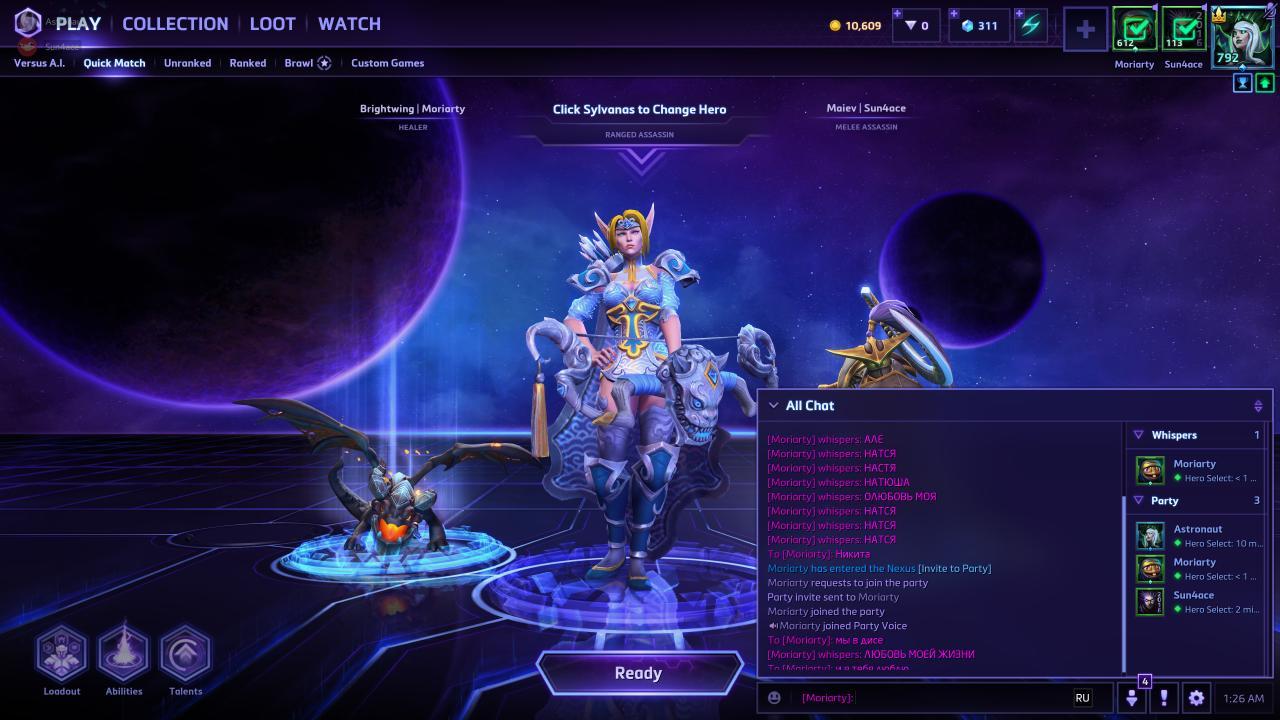 PLAY COLLECTION LOOT WATCH
10,609 0 311
612 113 792
Moriarty Sun4ace
Sun4ace
Versus A.I. Quick Match Unranked Ranked Brawl Custom Games
Brightwing | Moriarty
HEALER
Click Sylvanas to Change Hero
RANGED ASSASSIN
Maiev | Sun4ace
MELEE ASSASSIN
All Chat
[Moriarty] whispers: АЛЕ
[Moriarty] whispers: НАТСЯ
[Moriarty] whispers: НАСТЯ
[Moriarty] whispers: НАТЮША
[Moriarty] whispers: ОЛЮБОВЬ МОЯ
[Moriarty] whispers: НАТСЯ
[Moriarty] whispers: НАТСЯ
[Moriarty] whispers: НАТСЯ
To [Moriarty]: Никита
Moriarty has entered the Nexus [Invite to Party]
Moriarty requests to join the party
Party invite sent to Moriarty
Moriarty joined the party
Moriarty joined Party Voice
To [Moriarty]: мы в дисе
[Moriarty] whispers: ЛЮБОВЬ МОЕЙ ЖИЗНИ
To [Moriarty]: и я тебя люблю
Whispers 1
Moriarty
Hero Select: < 1 ...
Party 3
Astronaut
Hero Select: 10 m...
Moriarty
Hero Select: < 1 ...
Sun4ace
Hero Select: 2 mi...
Loadout Abilities Talents
Ready
[Moriarty]: RU
4
1:26 AM